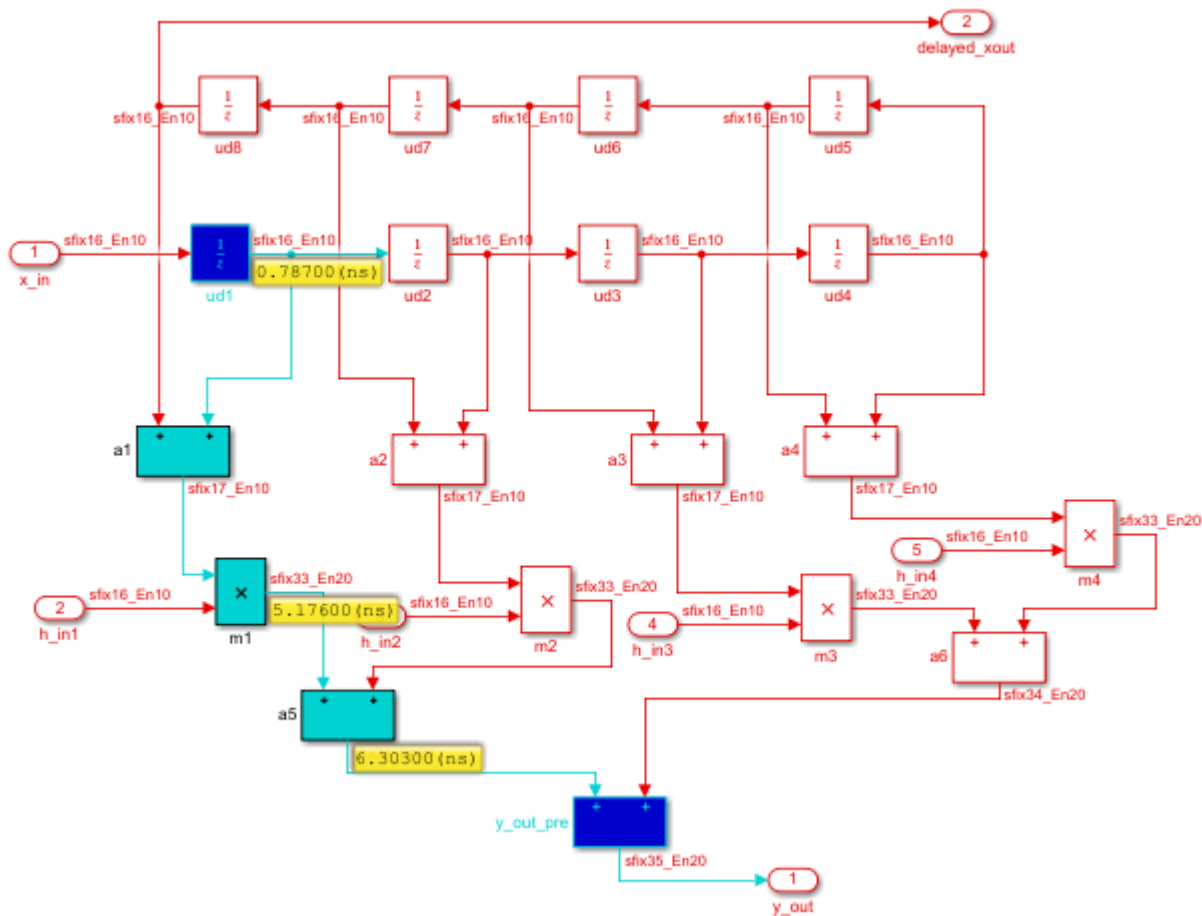 2
delayed_xout
1
z
1
z
1
z
1
z
sfix16_En10
sfix16_En10
sfix16_En10
sfix16_En10
ud8
ud7
ud6
ud5
sfix16_En10
sfix16_En10
sfix16_En10
sfix16_En10
sfix16_En10
1
1
z
1
z
1
z
1
z
x_in
0.78700(ns)
ud1
ud2
ud3
ud4
+ +
+ +
+ +
+ +
a1
a2
a3
a4
sfix17_En10
sfix17_En10
sfix17_En10
sfix17_En10
sfix33_En20
sfix16_En10
5
×
h_in4
m4
sfix33_En20
sfix33_En20
sfix33_En20
sfix16_En10
×
5.17600(ns)
sfix16_En10
×
sfix16_En10
×
2
4
h_in1
m1
h_in2
m2
h_in3
m3
+ +
a6
sfix34_En20
+ +
a5
6.30300(ns)
+ +
y_out_pre
sfix35_En20
1
y_out